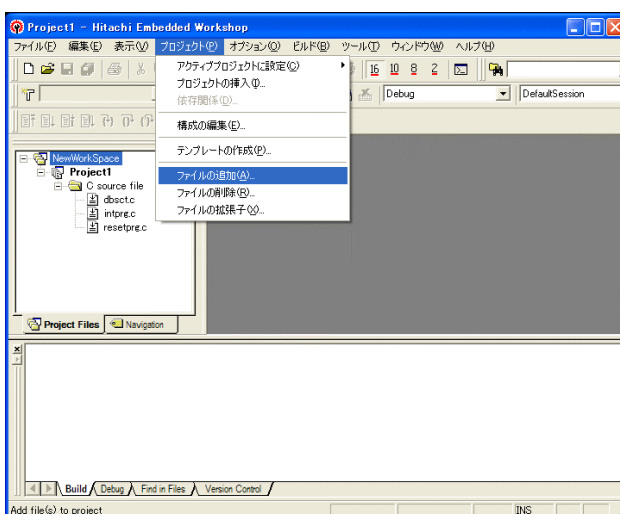 Project1 - Hitachi Embedded Workshop
ファイル(F) 編集(E) 表示(V) プロジェクト(P) オプション(O) ビルド(B) ツール(T) ウィンドウ(W) ヘルプ(H)
アクティブプロジェクトに設定(C)
プロジェクトの挿入(I)...
依存関係(D)...
構成の編集(E)...
テンプレートの作成(P)...
ファイルの追加(A)...
ファイルの削除(R)...
ファイルの拡張子(X)...
16 10 8 2
Debug
DefaultSession
NewWorkSpace
Project1
C source file
dbsct.c
intprg.c
resetprg.c
Project Files Navigation
Build Debug Find in Files Version Control
Add file(s) to project INS